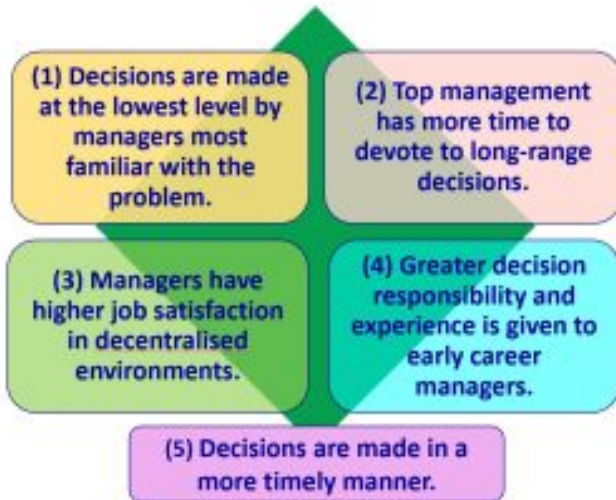 (1) Decisions are made
at the lowest level by
managers most
familiar with the
problem.
(2) Top management
has more time to
devote to long-range
decisions.
(3) Managers have
higher job satisfaction
in decentralised
environments.
(4) Greater decision
responsibility and
experience is given to
early career
managers.
(5) Decisions are made in a
more timely manner.